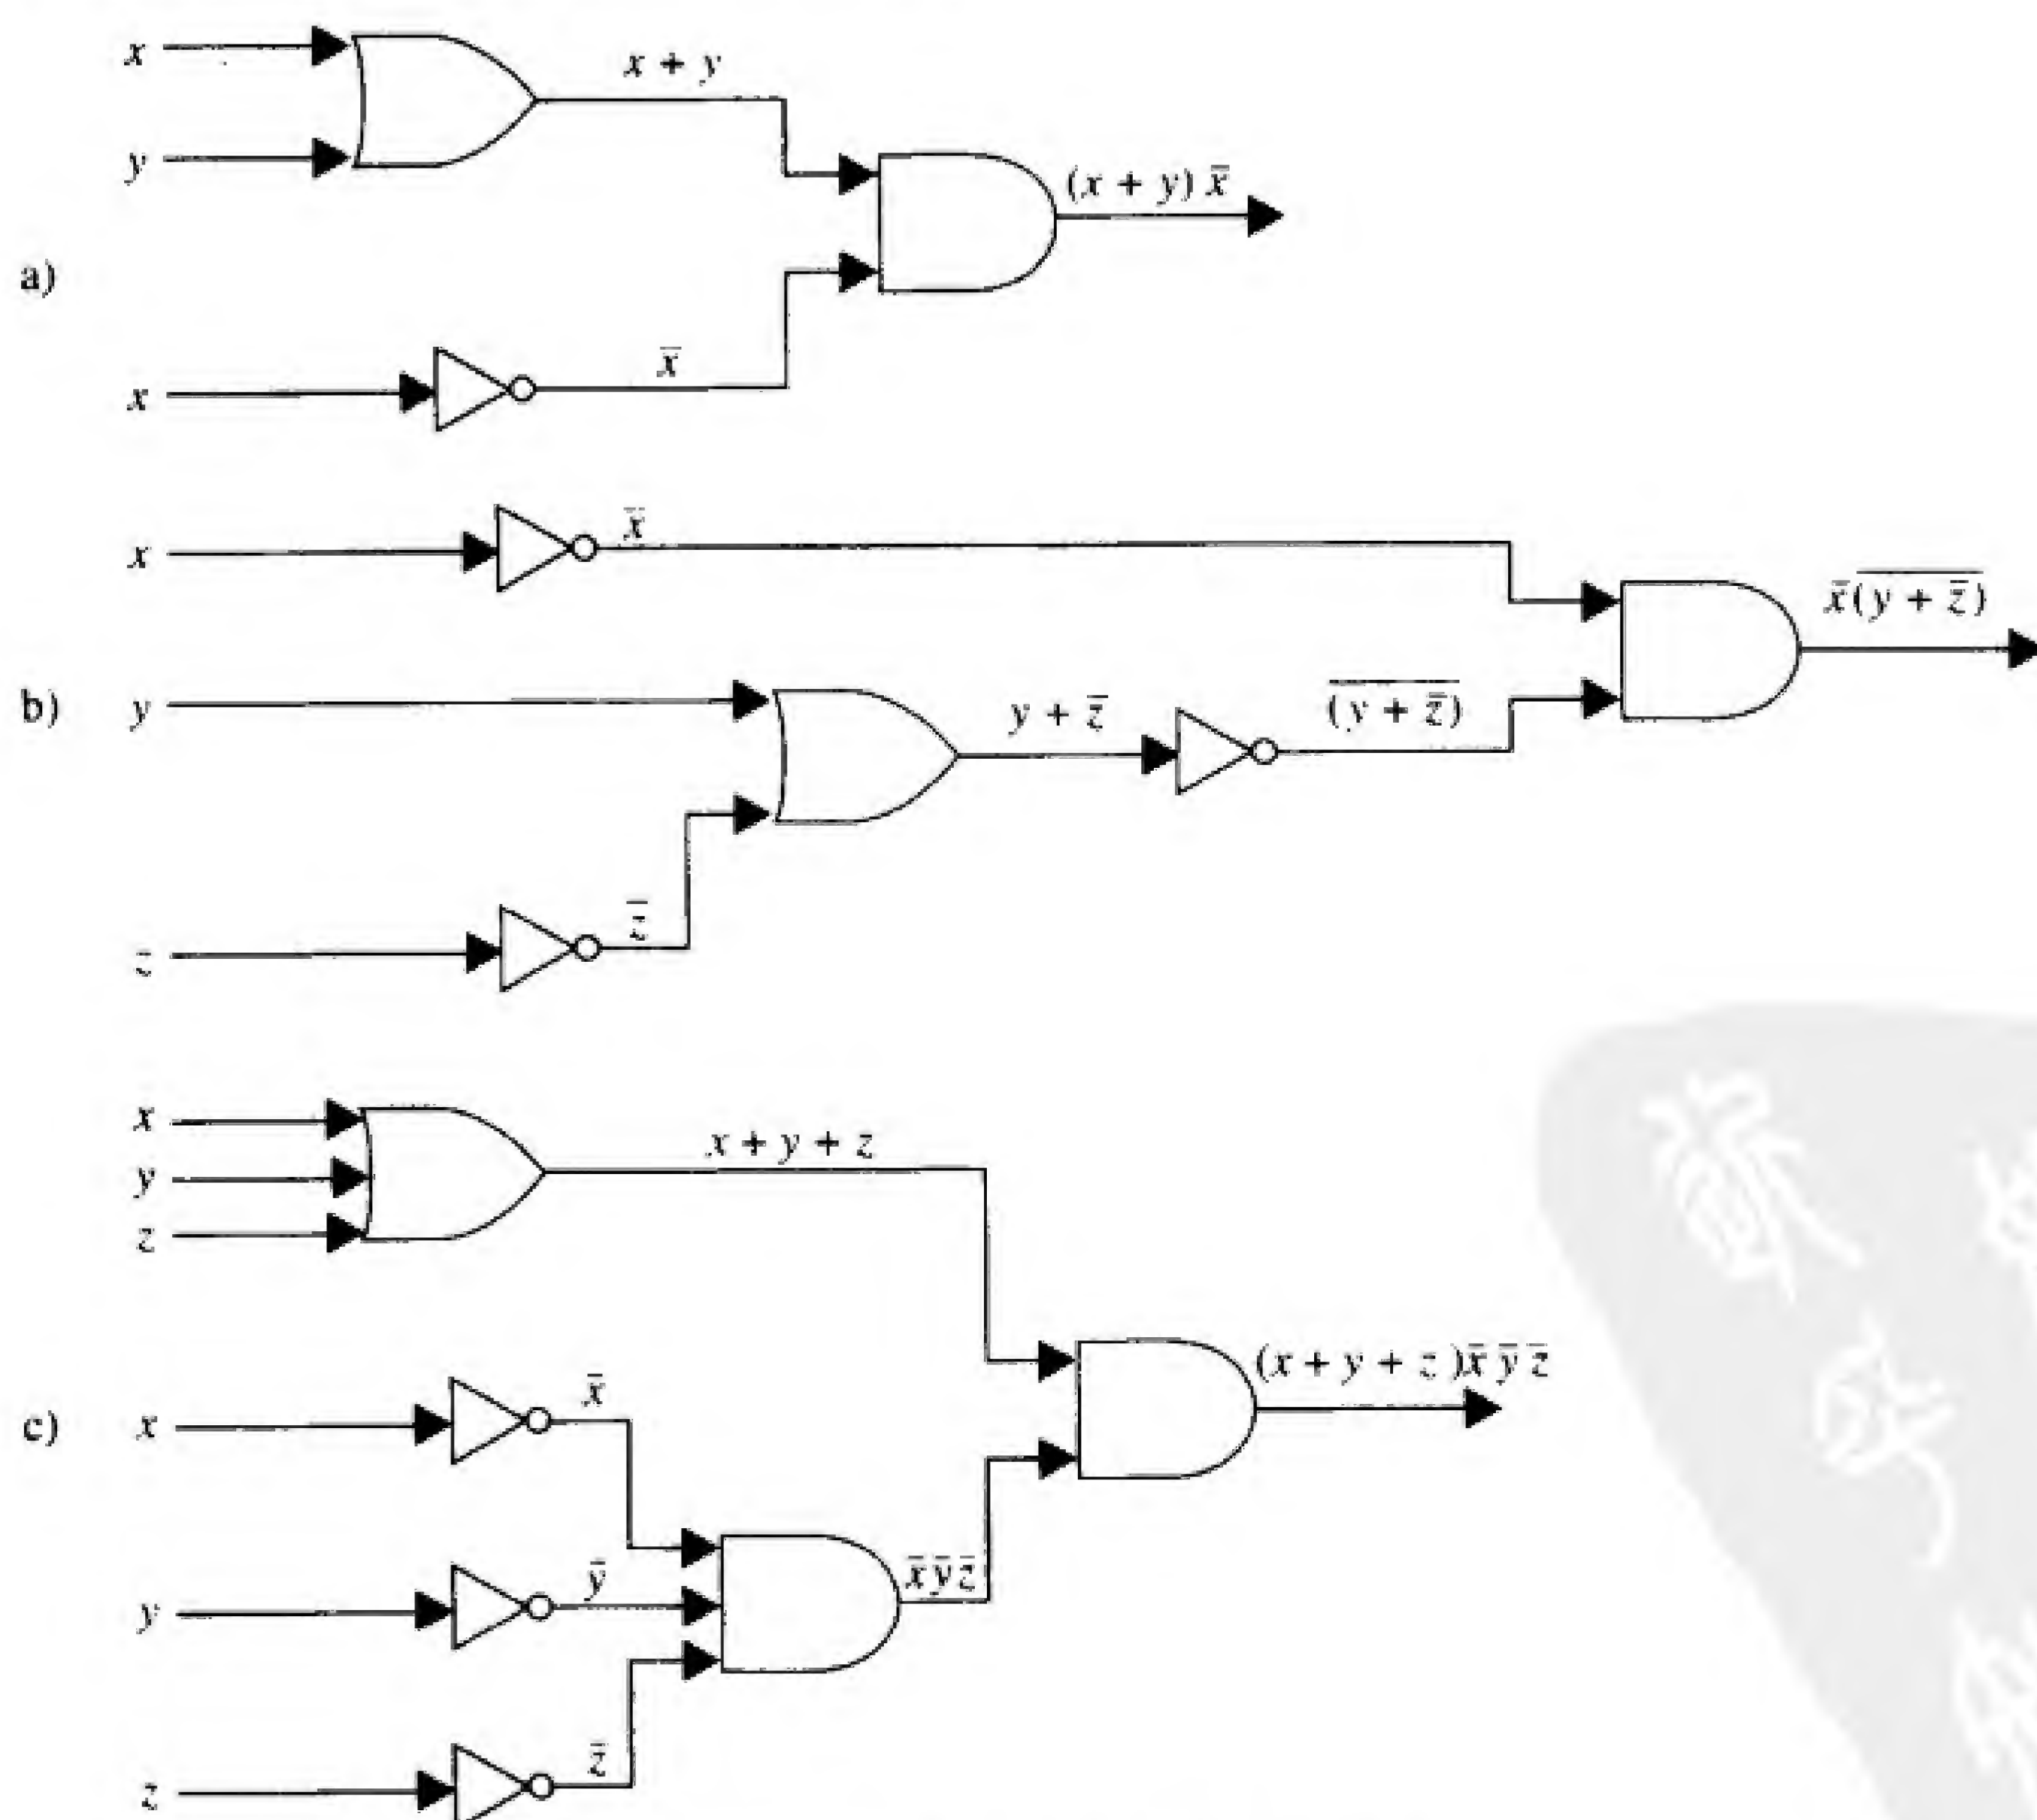 x
x + y
y
(x + y) x̄
a)
x̄
x
x̄
x
x̄(y + z̄)̅
b)
y
y + z̄
(y + z̄)̅
z̄
z
x
x + y + z
y
z
(x + y + z )x̄ ȳ z̄
x̄
c)
x
ȳ
x̄ȳz̄
y
z̄
z